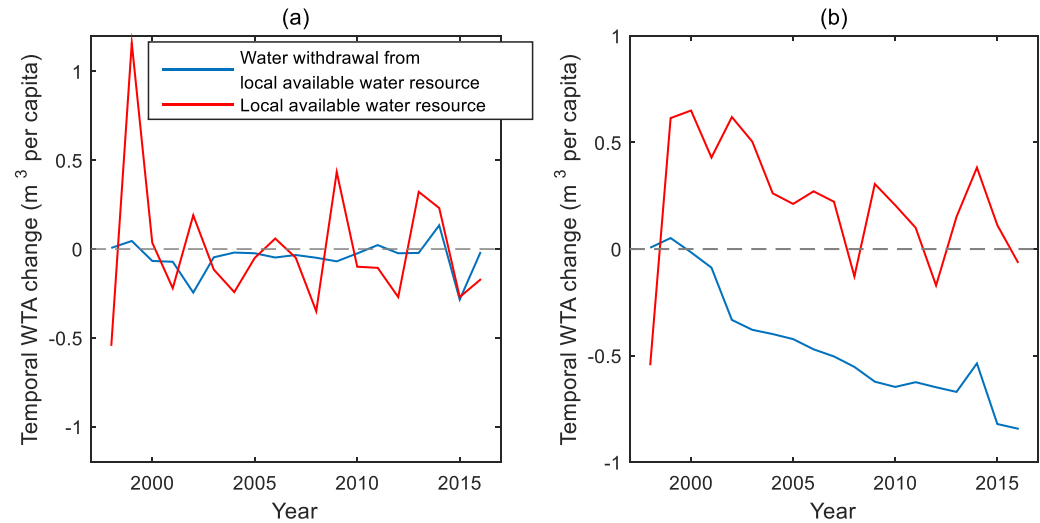 (a)
Water withdrawal from
local available water resource
Local available water resource
Temporal WTA change (m 3 per capita)
1
0.5
0
-0.5
-1
2000 2005 2010 2015
Year
(b)
Temporal WTA change (m 3 per capita)
1
0.5
0
-0.5
-1
2000 2005 2010 2015
Year